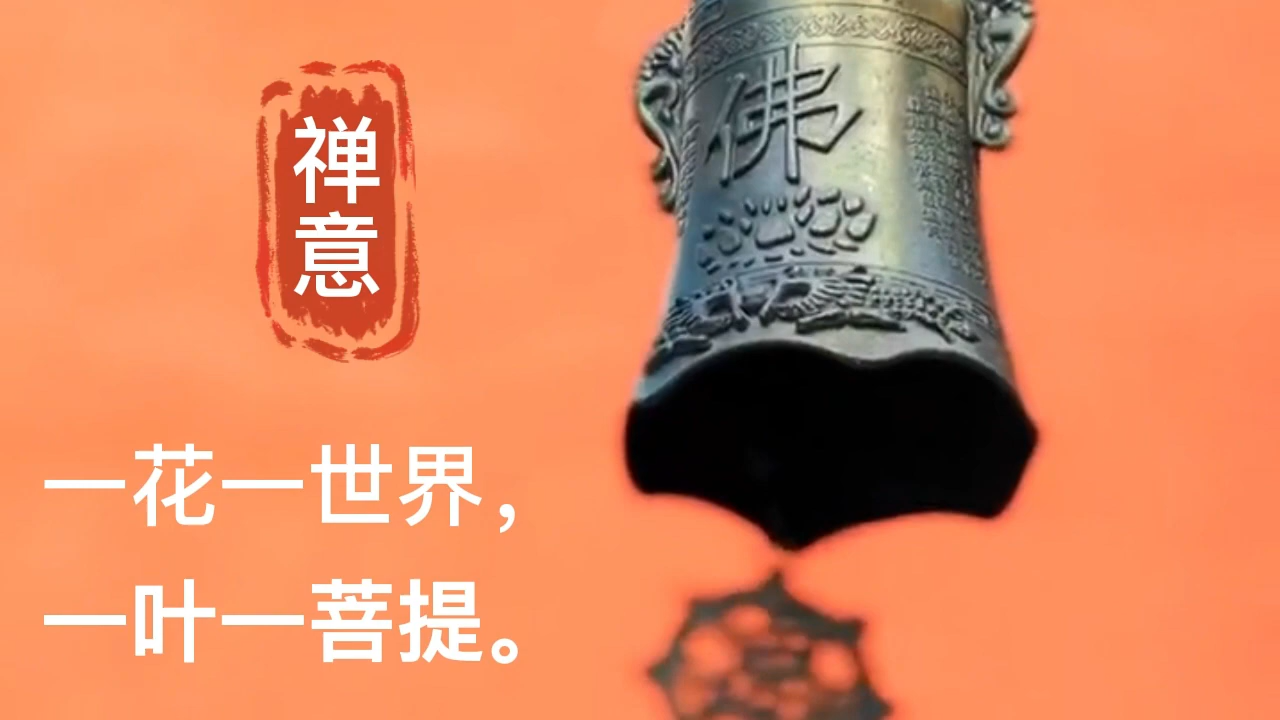 禅意
佛
一花一世界，
一叶一菩提。